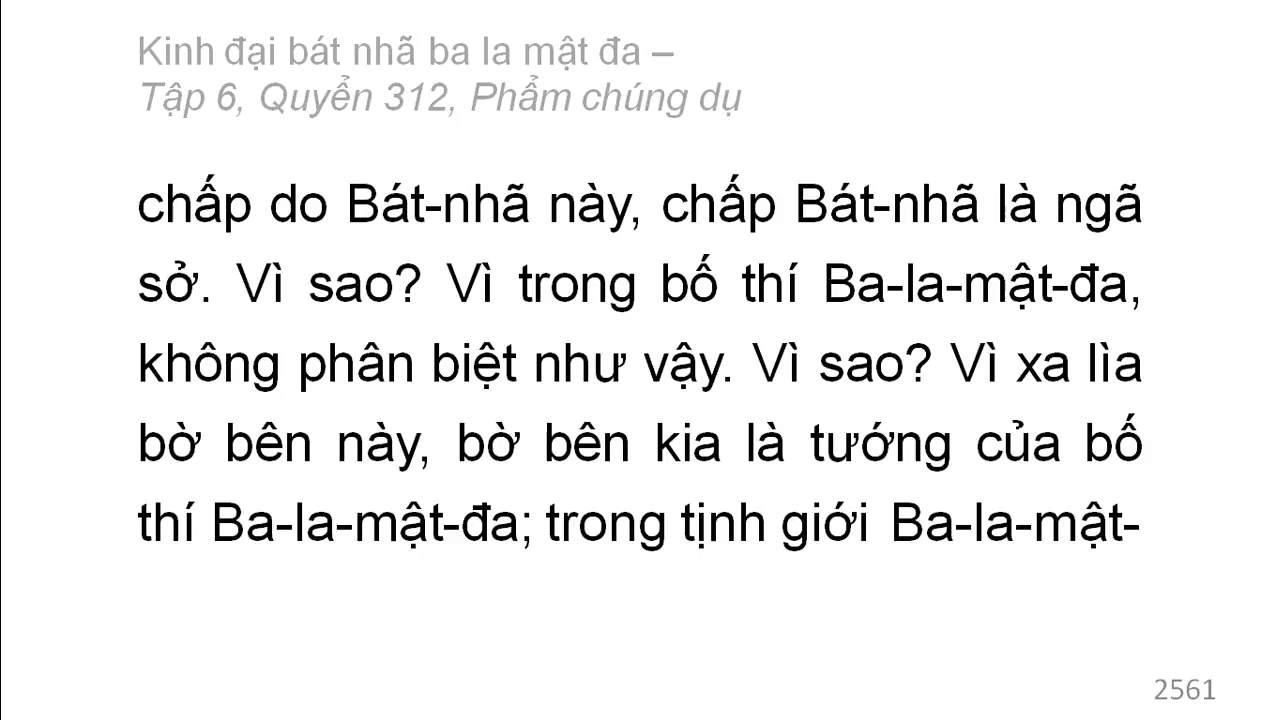 Kinh đại bát nhã ba la mật đa –
Tập 6, Quyển 312, Phẩm chúng dụ
chấp do Bát-nhã này, chấp Bát-nhã là ngã
sở. Vì sao? Vì trong bố thí Ba-la-mật-đa,
không phân biệt như vậy. Vì sao? Vì xa lìa
bờ bên này, bờ bên kia là tướng của bố
thí Ba-la-mật-đa; trong tịnh giới Ba-la-mật-
2561